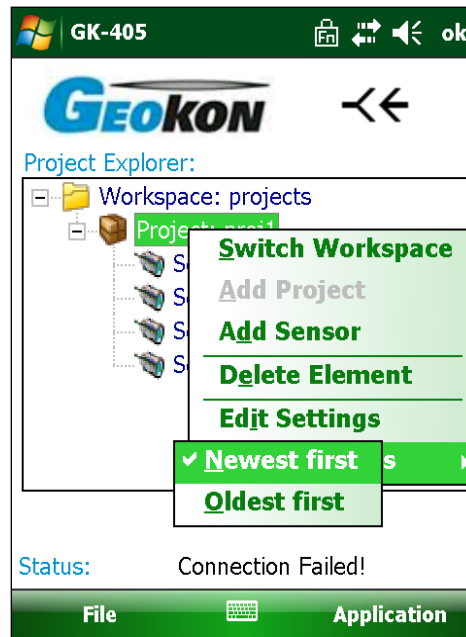 GK-405
Fn
ok
GEOKON
Project Explorer:
Workspace: projects
Project: proj1
Switch Workspace
Add Project
Add Sensor
Delete Element
Edit Settings
Newest first
Oldest first
Status: Connection Failed!
File Application